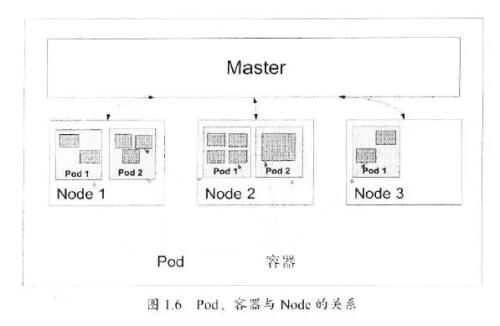 Master
Pod 1 Pod 2 Pod 1 Pod 2 Pod 1
Node 1 Node 2 Node 3
Pod 容器
图 1.6 Pod、容器与 Node 的关系